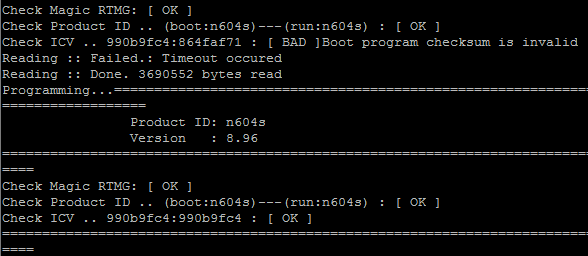 Check Magic RTMG: [ OK ]
Check Product ID .. (boot:n604s)---(run:n604s) : [ OK ]
Check ICV .. 990b9fc4:864faf71 : [ BAD ]Boot program checksum is invalid
Reading :: Failed.: Timeout occured
Reading :: Done. 3690552 bytes read
Programming...===========================================================
==================
Product ID: n604s
Version   : 8.96
=========================================================================
====
Check Magic RTMG: [ OK ]
Check Product ID .. (boot:n604s)---(run:n604s) : [ OK ]
Check ICV .. 990b9fc4:990b9fc4 : [ OK ]
=========================================================================
====